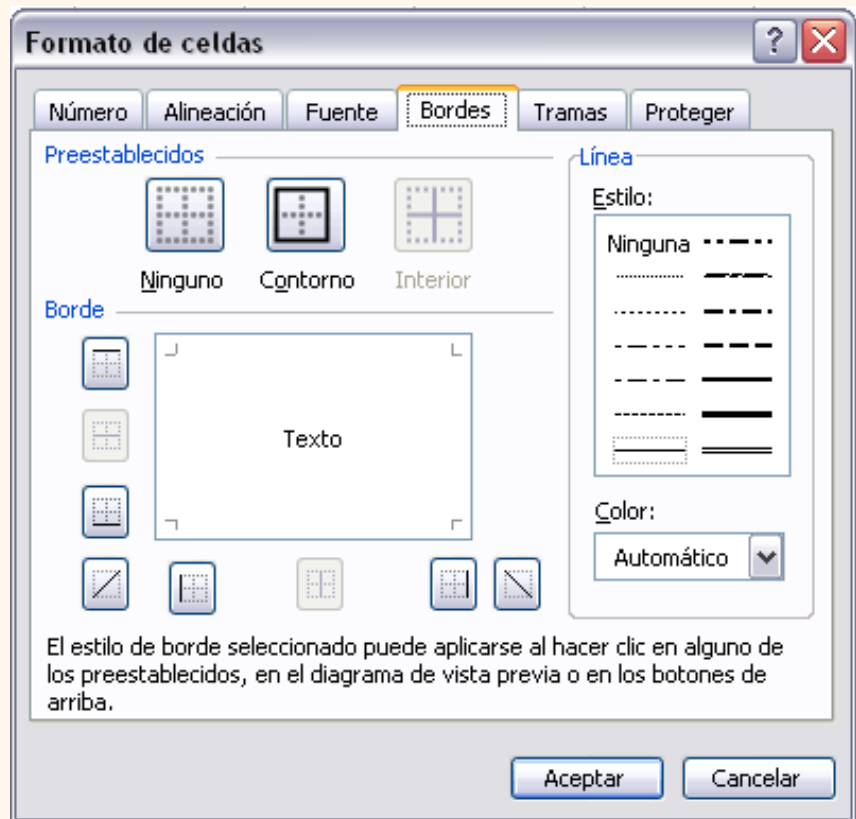 Formato de celdas
?
Número Alineación Fuente Bordes Tramas Proteger
Preestablecidos
Ninguno Contorno Interior
Borde
Texto
Línea
Estilo:
Ninguna
Color:
Automático
El estilo de borde seleccionado puede aplicarse al hacer clic en alguno de
los preestablecidos, en el diagrama de vista previa o en los botones de
arriba.
Aceptar Cancelar